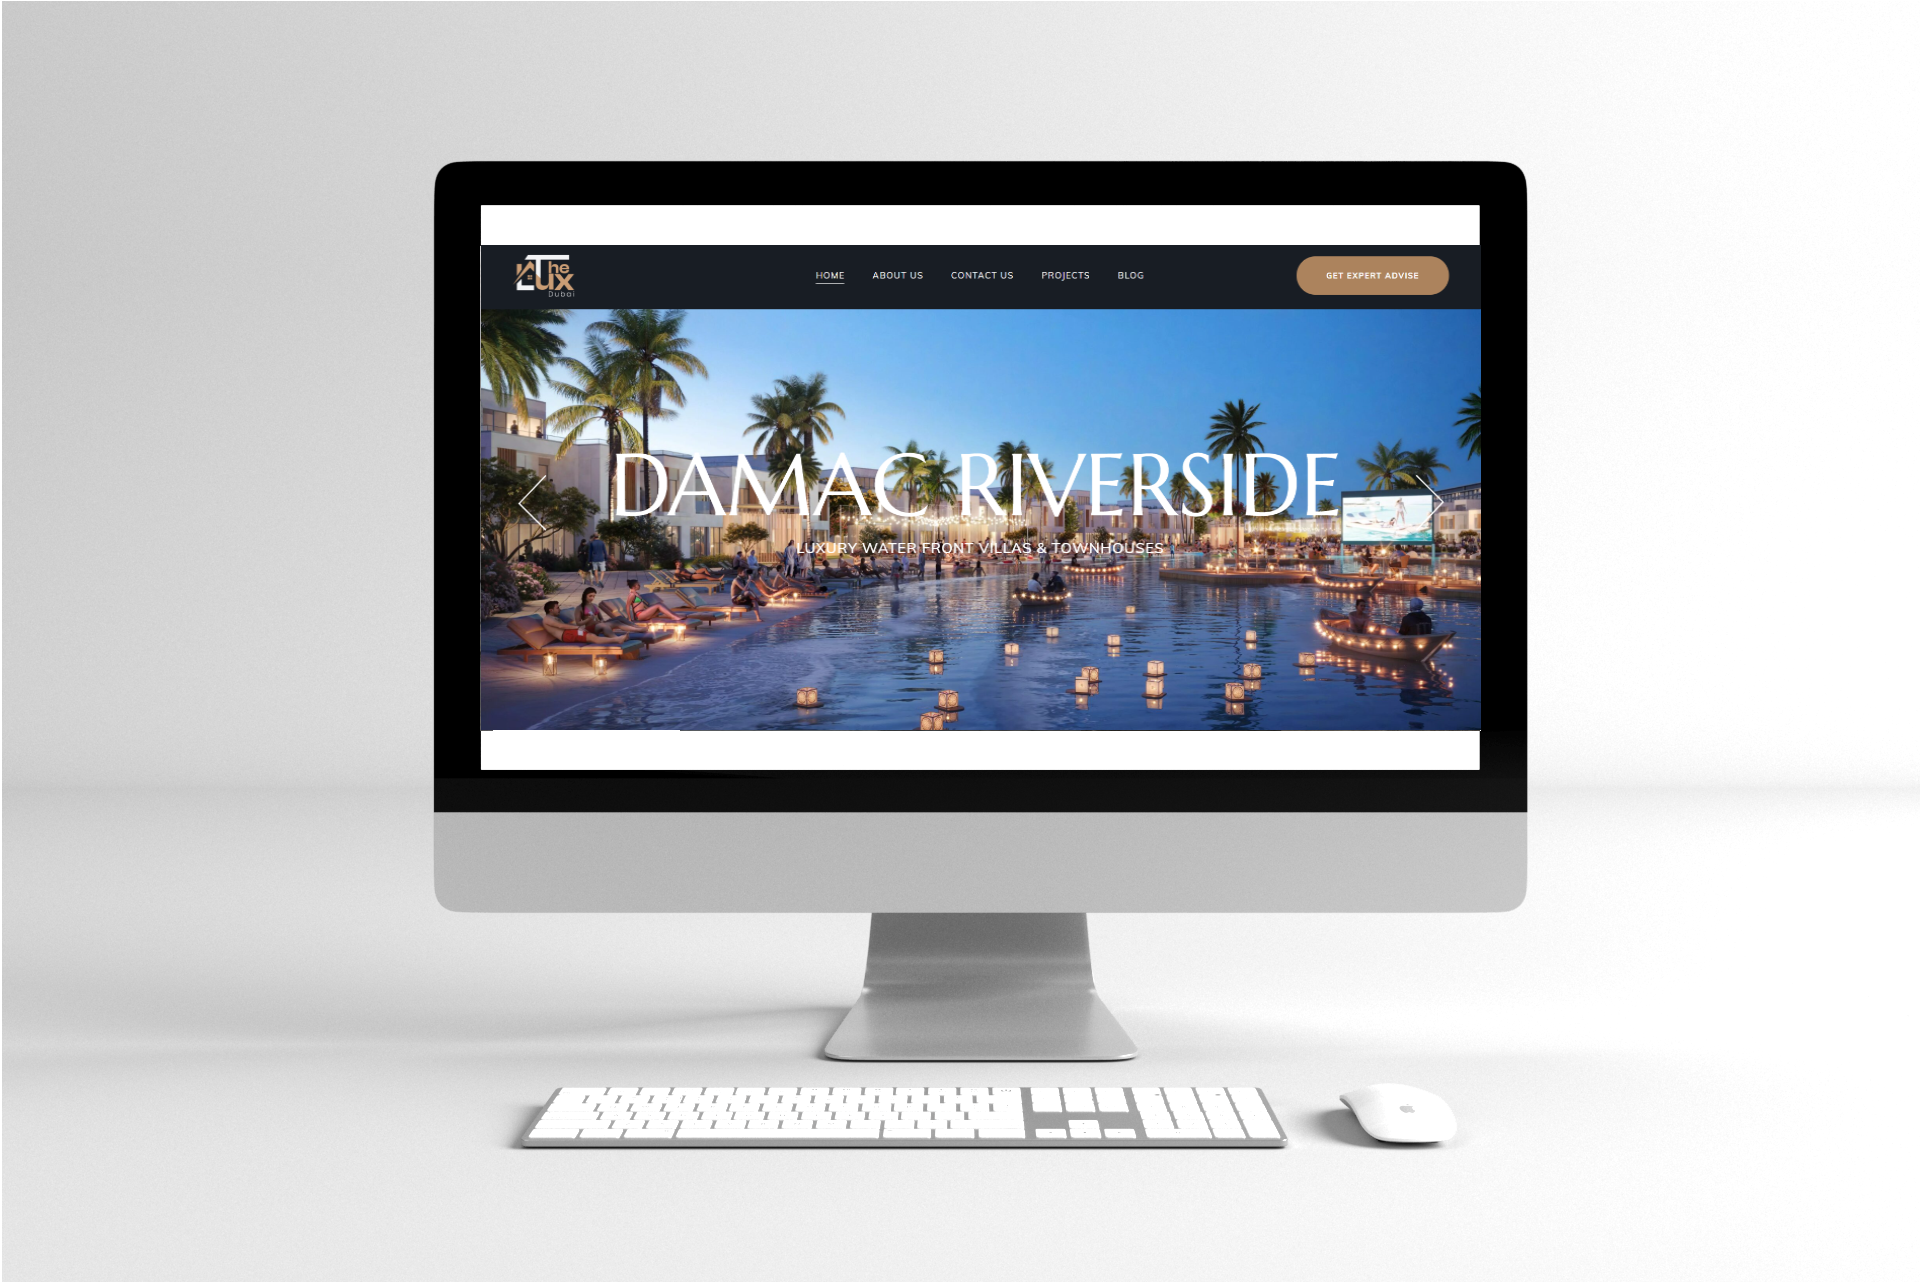 The
Lux
Dubai
HOME ABOUT US CONTACT US PROJECTS BLOG
GET EXPERT ADVISE
DAMAC RIVERSIDE
LUXURY WATER FRONT VILLAS & TOWNHOUSES